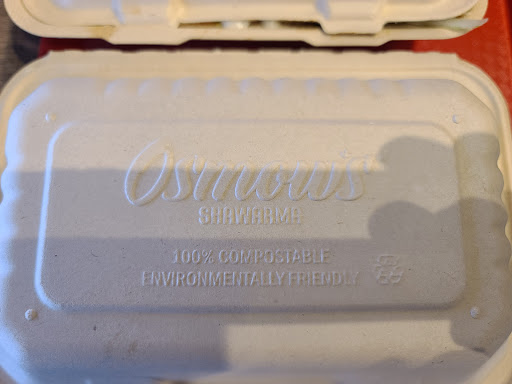 Osmow's
SHAWARMA
100% COMPOSTABLE
ENVIRONMENTALLY FRIENDLY